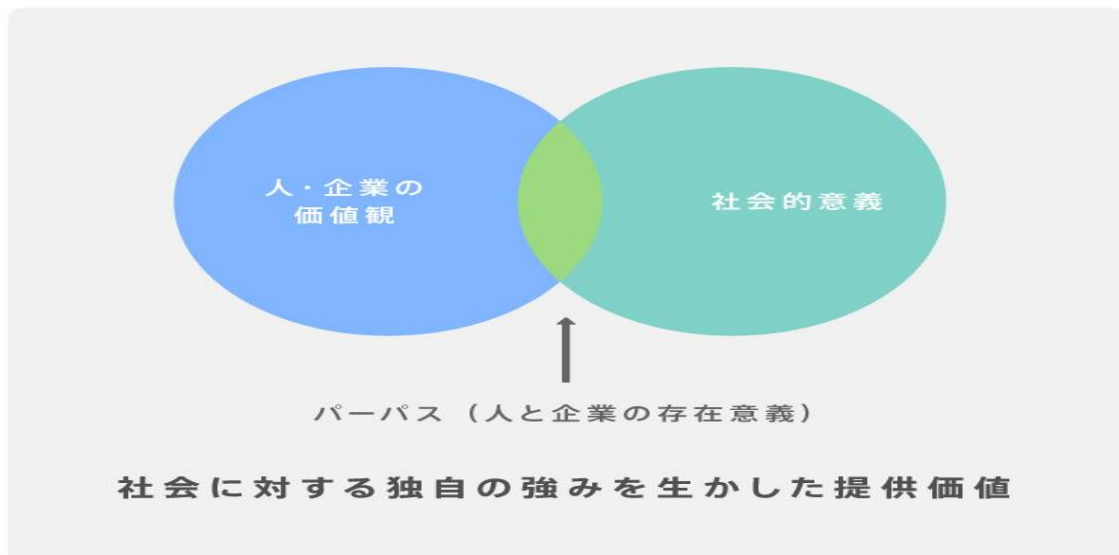 人・企業の
価値観
社会的意義
パーパス（人と企業の存在意義）
社会に対する独自の強みを生かした提供価値